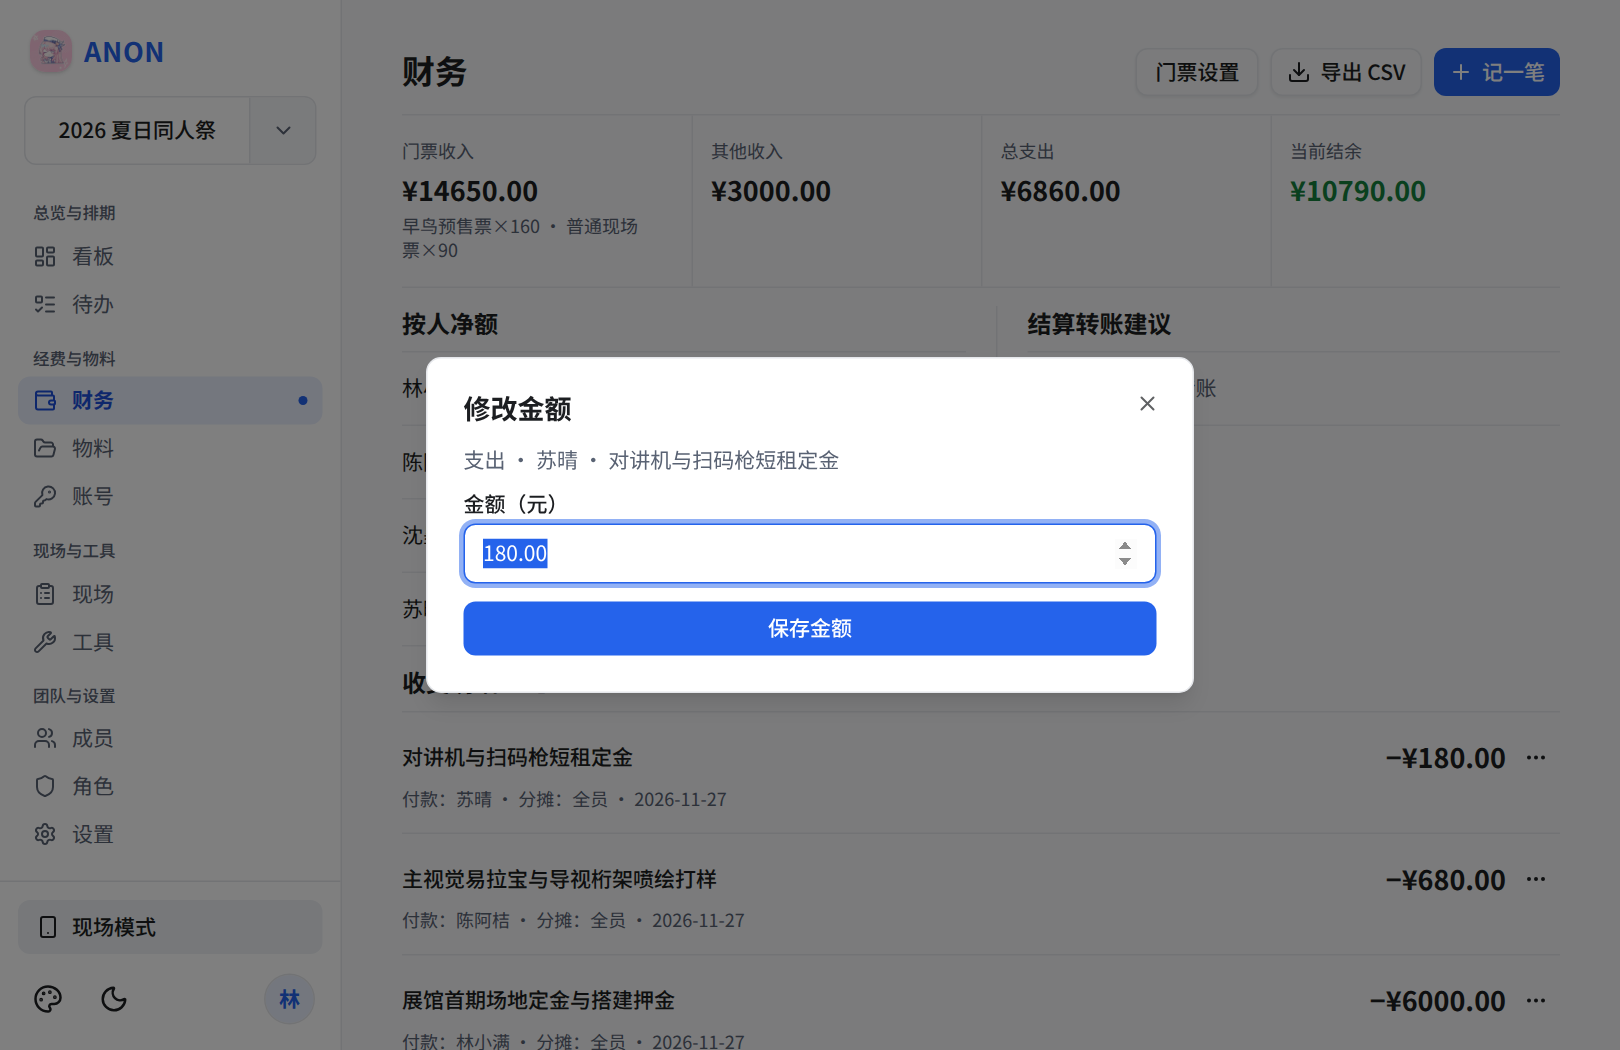 ANON
2026 夏日同人祭
总览与排期
看板
待办
经费与物料
财务
物料
账号
现场与工具
现场
工具
团队与设置
成员
角色
设置
现场模式
林
财务
门票设置
导出 CSV
记一笔
门票收入
¥14650.00
早鸟预售票×160 · 普通现场
票×90
其他收入
¥3000.00
总支出
¥6860.00
当前结余
¥10790.00
按人净额
结算转账建议
林
账
陈
沈
苏
收
修改金额
支出 · 苏晴 · 对讲机与扫码枪短租定金
金额（元）
180.00
保存金额
对讲机与扫码枪短租定金
−¥180.00
付款：苏晴 · 分摊：全员 · 2026-11-27
主视觉易拉宝与导视桁架喷绘打样
−¥680.00
付款：陈阿桔 · 分摊：全员 · 2026-11-27
展馆首期场地定金与搭建押金
−¥6000.00
付款：林小满 · 分摊：全员 · 2026-11-27